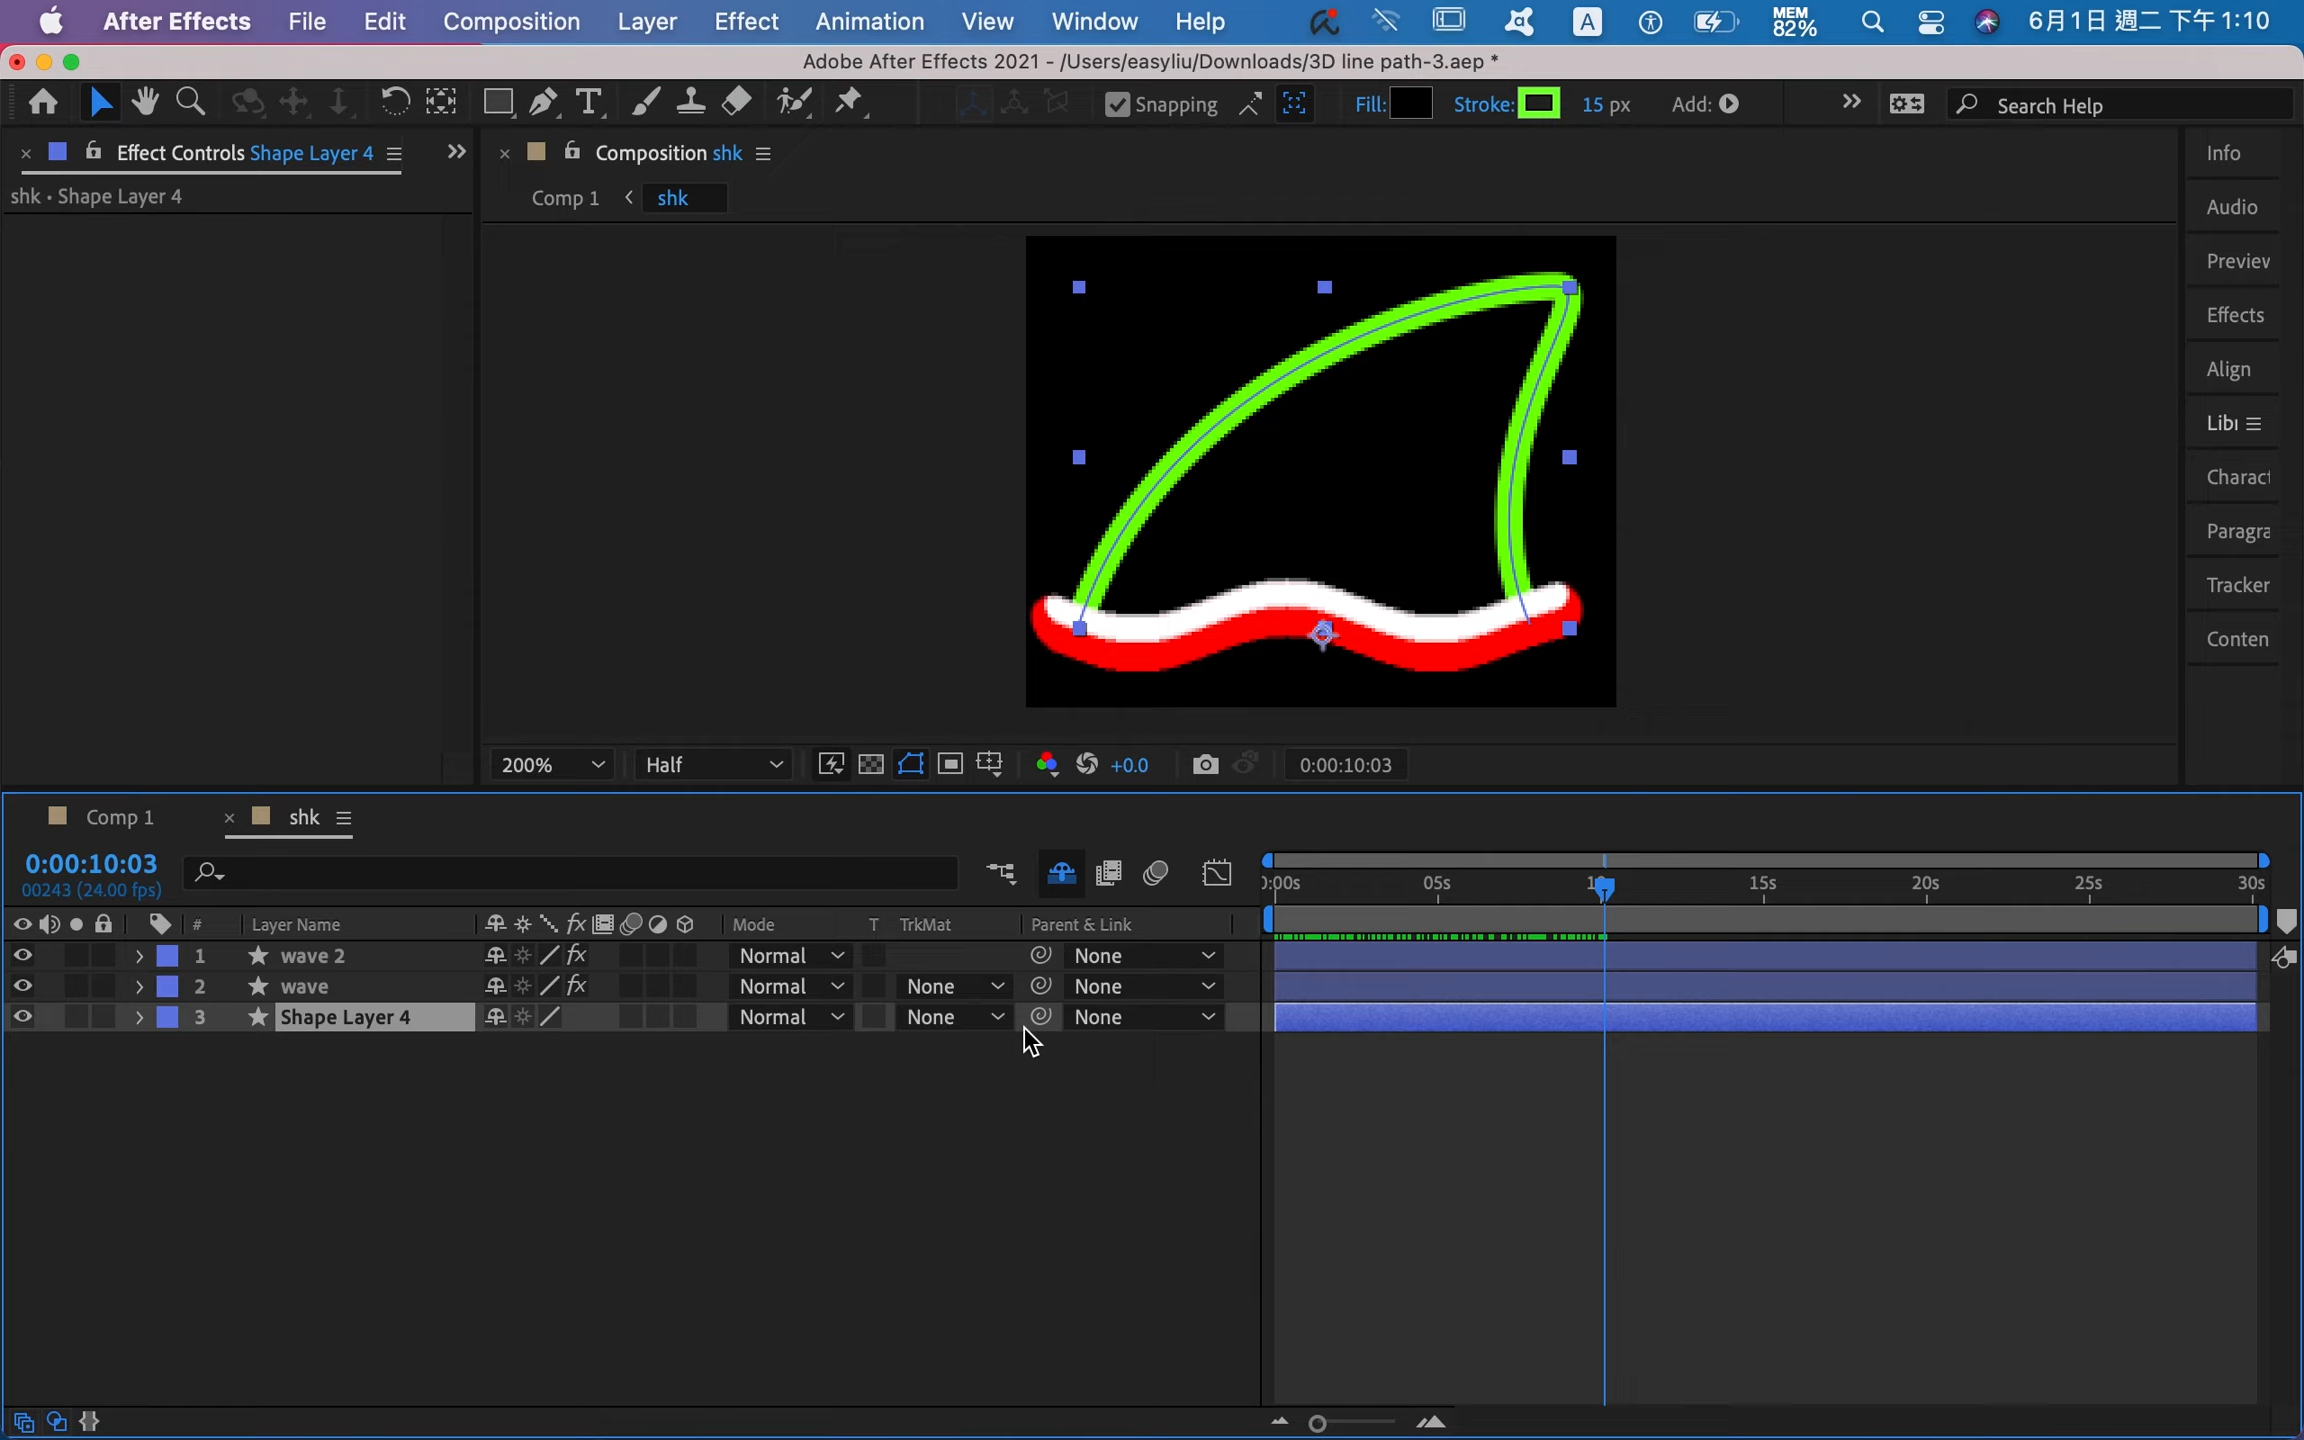 After Effects File Edit Composition Layer Effect Animation View Window Help A MEM 82% 6月1日 週二 下午1:10
Adobe After Effects 2021 - /Users/easyliu/Downloads/3D line path-3.aep *
T Snapping Fill: Stroke: 15 px Add: Search Help
Effect Controls Shape Layer 4
Composition shk
Info
shk • Shape Layer 4
Comp 1 shk
Audio
Preview
Effects
Align
Libr
Charact
Paragra
Tracker
Conten
200% Half +0.0 0:00:10:03
Comp 1 shk
0:00:10:03
00243 (24.00 fps)
0:00s 05s 10s 15s 20s 25s 30s
# Layer Name fx Mode T TrkMat Parent & Link
1 wave 2 fx Normal None
2 wave fx Normal None None
3 Shape Layer 4 Normal None None